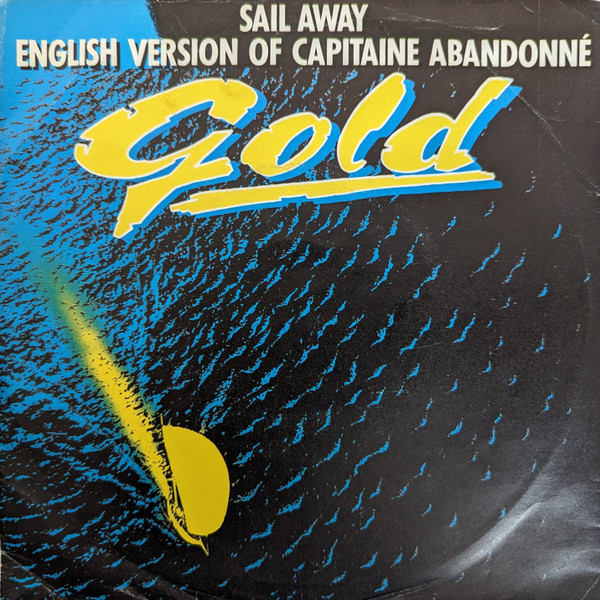 SAIL AWAY
ENGLISH VERSION OF CAPITAINE ABANDONNÉ
Gold